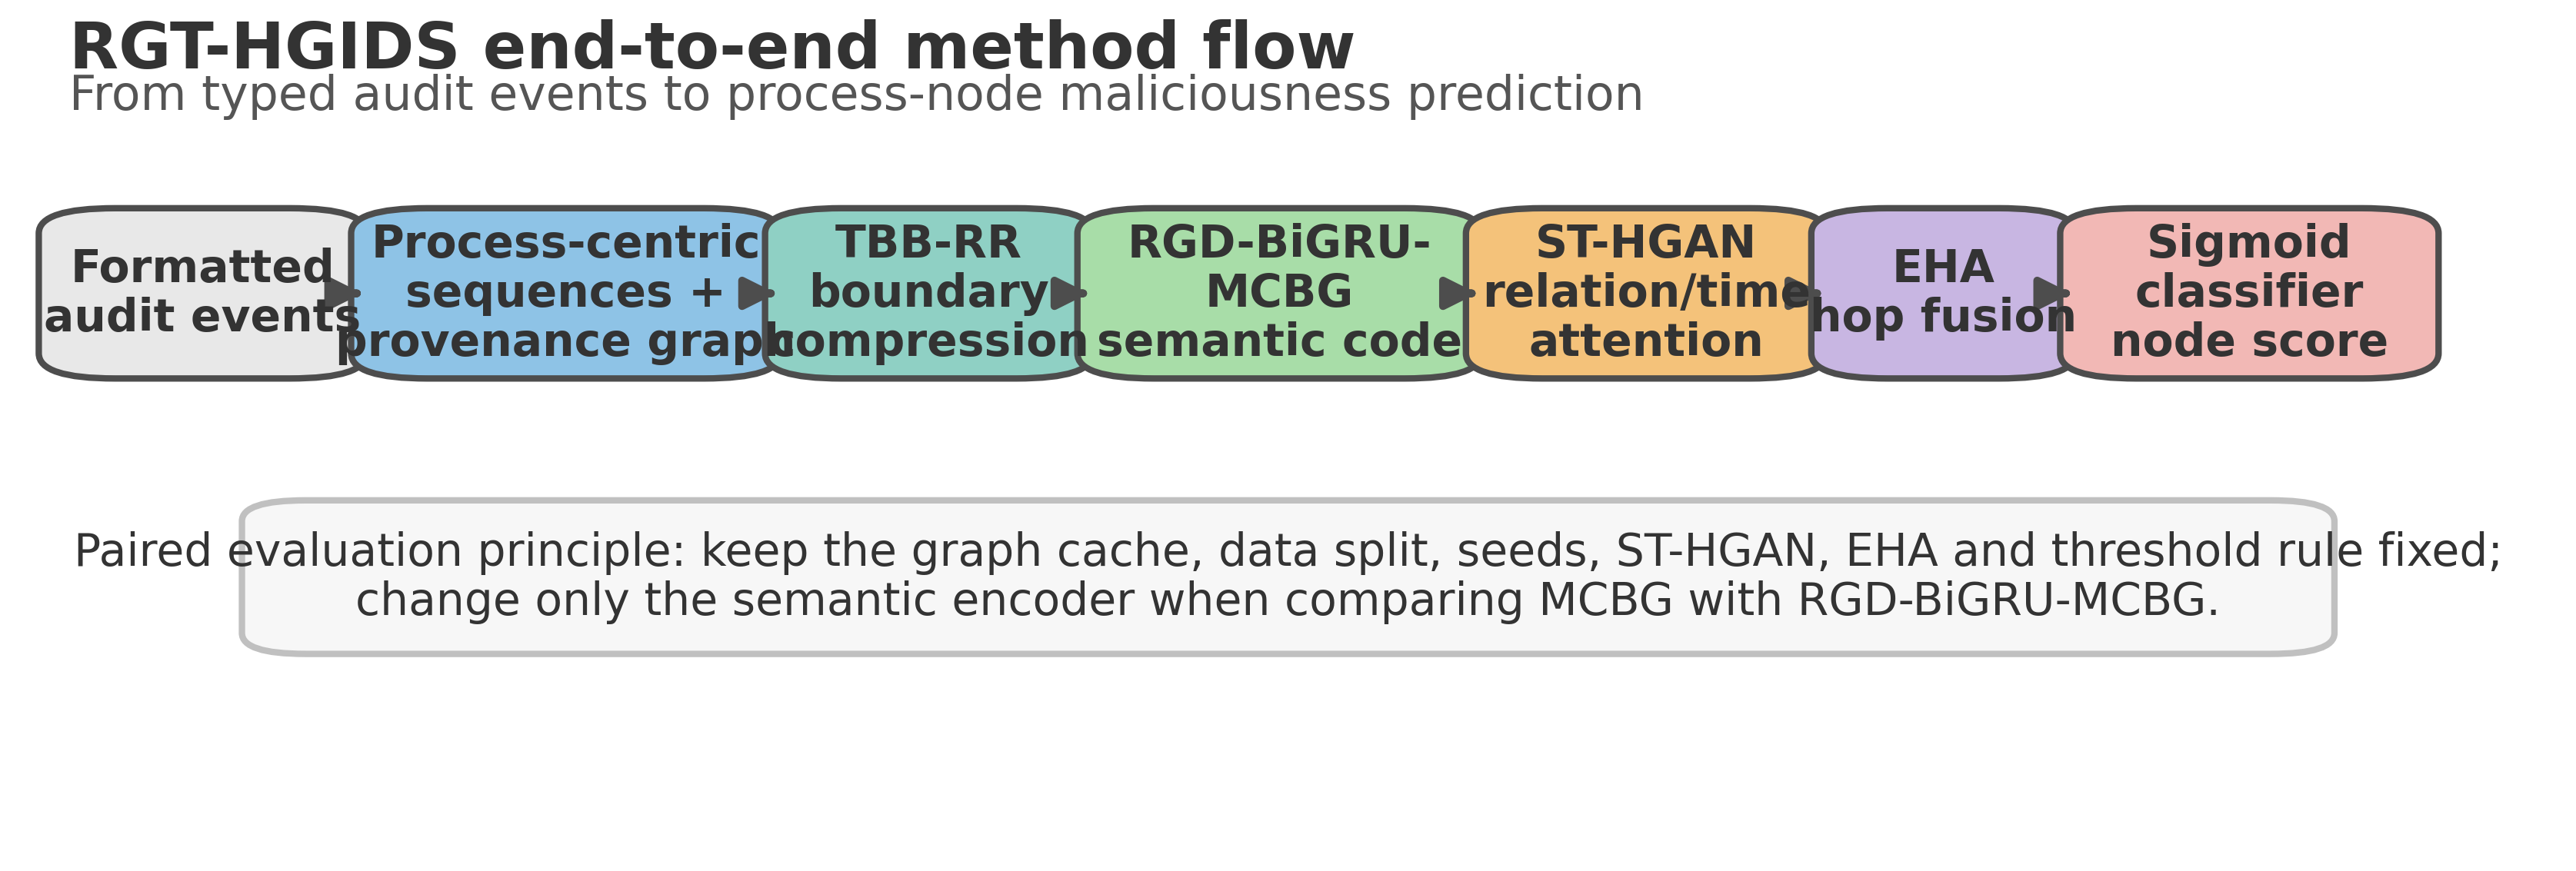 RGT-HGIDS end-to-end method flow
From typed audit events to process-node maliciousness prediction
Formatted
audit events
Process-centric
sequences +
provenance graph
TBB-RR
boundary
compression
RGD-BiGRU-
MCBG
semantic code
ST-HGAN
relation/time
attention
EHA
hop fusion
Sigmoid
classifier
node score
Paired evaluation principle: keep the graph cache, data split, seeds, ST-HGAN, EHA and threshold rule fixed;
change only the semantic encoder when comparing MCBG with RGD-BiGRU-MCBG.